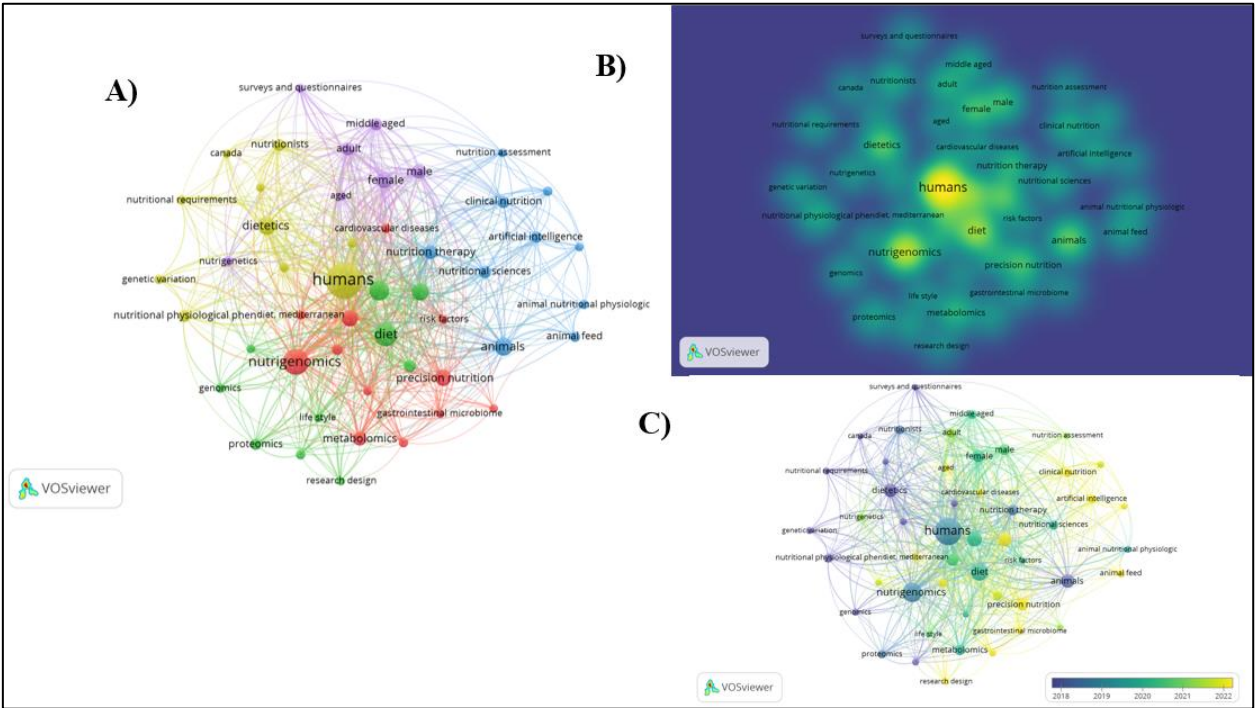 A)
surveys and questionnaires
middle aged
nutritionists
adult
canada
nutrition assessment
male
female
aged
nutritional requirements
clinical nutrition
dietetics
cardiovascular diseases
artificial intelligence
nutrition therapy
nutrigenetics
nutritional sciences
genetic variation
humans
animal nutritional physiologic
nutritional physiological phen
diet, mediterranean
risk factors
diet
animal feed
animals
nutrigenomics
precision nutrition
genomics
gastrointestinal microbiome
life style
proteomics
metabolomics
research design
VOSviewer
B)
surveys and questionnaires
middle aged
nutritionists
adult
canada
nutrition assessment
male
female
aged
nutritional requirements
clinical nutrition
dietetics
cardiovascular diseases
artificial intelligence
nutrition therapy
nutrigenetics
nutritional sciences
genetic variation
humans
animal nutritional physiologic
nutritional physiological phen
diet, mediterranean
risk factors
diet
animal feed
animals
nutrigenomics
precision nutrition
genomics
gastrointestinal microbiome
life style
proteomics
metabolomics
research design
VOSviewer
C)
surveys and questionnaires
middle aged
nutritionists
adult
canada
nutrition assessment
male
female
aged
nutritional requirements
clinical nutrition
dietetics
cardiovascular diseases
artificial intelligence
nutrition therapy
nutrigenetics
nutritional sciences
genetic variation
humans
animal nutritional physiologic
nutritional physiological phen
diet, mediterranean
risk factors
diet
animal feed
animals
nutrigenomics
precision nutrition
genomics
gastrointestinal microbiome
life style
proteomics
metabolomics
research design
VOSviewer
2018 2019 2020 2021 2022